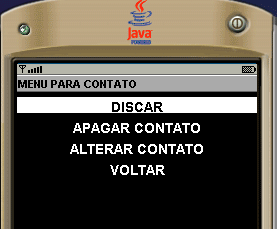 Java
POWERED
MENU PARA CONTATO
DISCAR
APAGAR CONTATO
ALTERAR CONTATO
VOLTAR